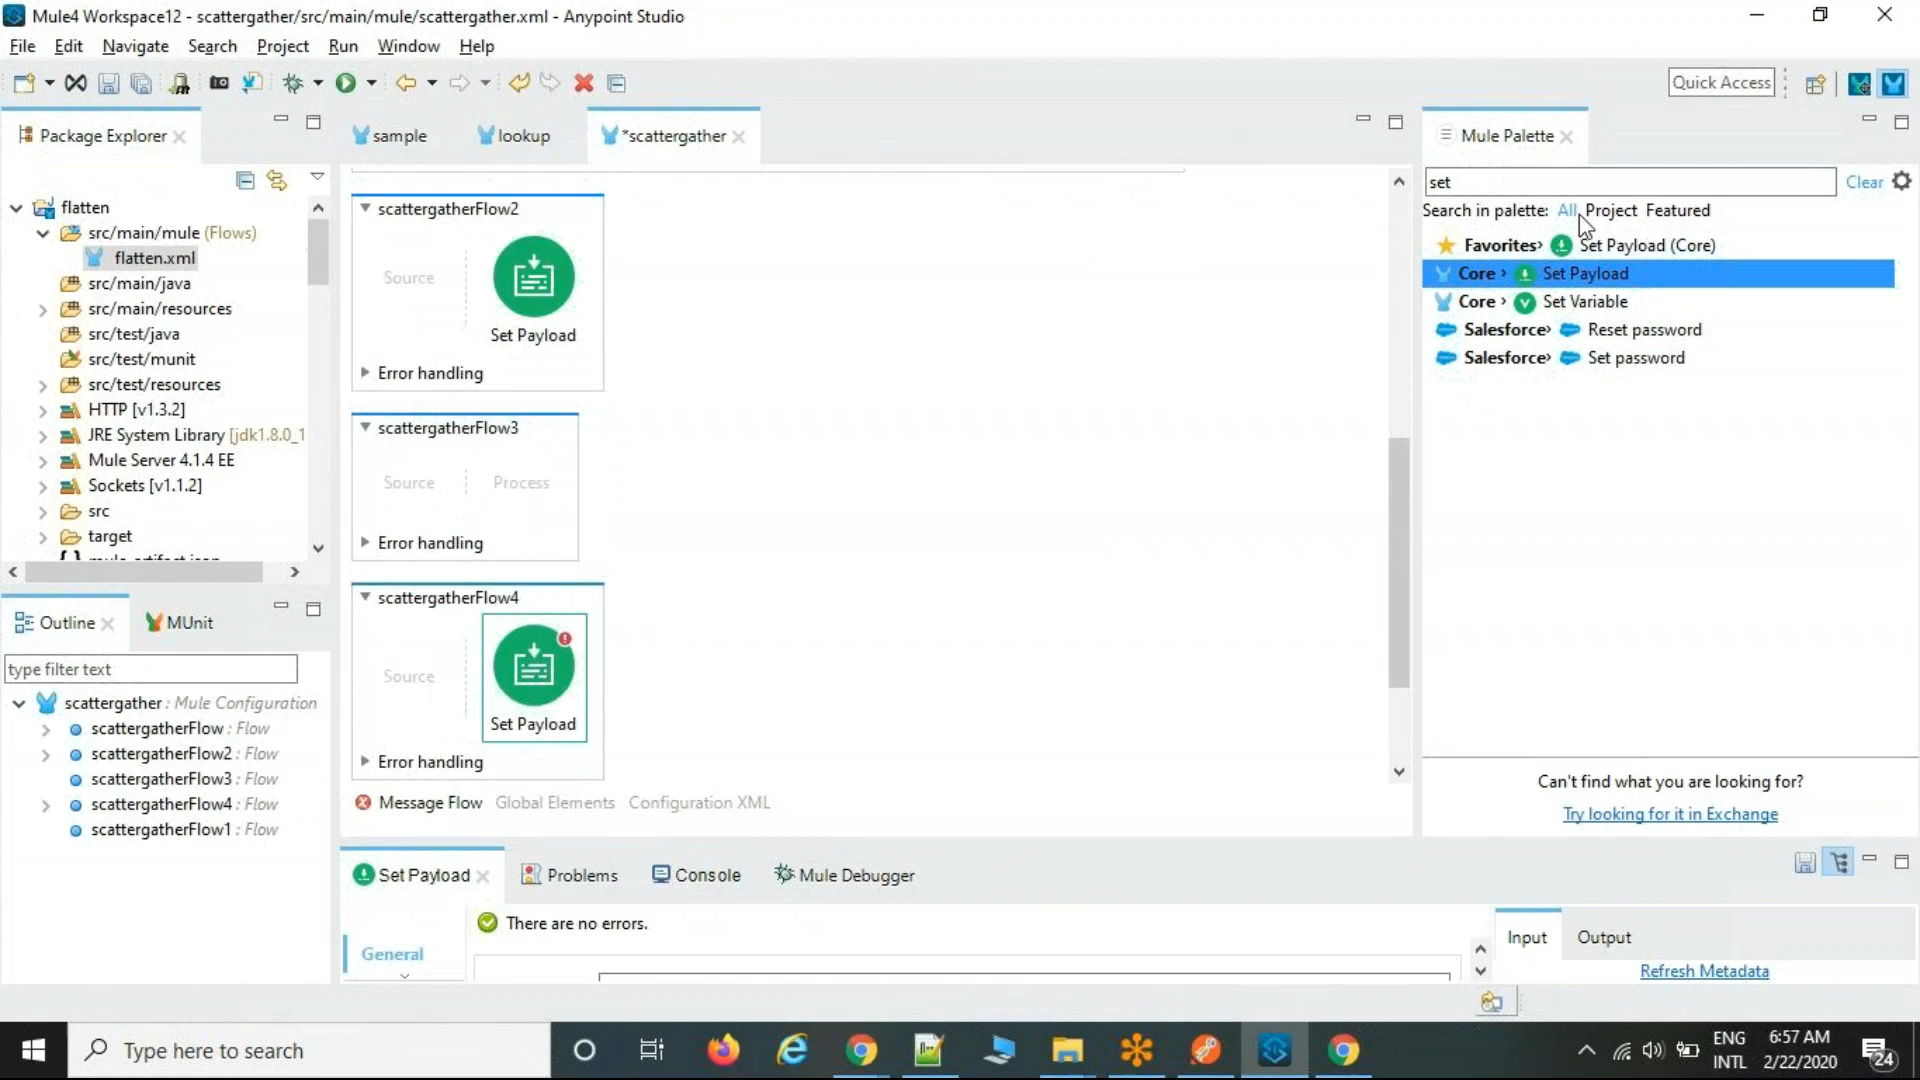 Mule4 Workspace12 - scattergather/src/main/mule/scattergather.xml - Anypoint Studio
File Edit Navigate Search Project Run Window Help
Quick Access
Package Explorer
flatten
src/main/mule (Flows)
flatten.xml
src/main/java
src/main/resources
src/test/java
src/test/munit
src/test/resources
HTTP [v1.3.2]
JRE System Library [jdk1.8.0_1
Mule Server 4.1.4 EE
Sockets [v1.1.2]
src
target
Outline MUnit
type filter text
scattergather : Mule Configuration
scattergatherFlow : Flow
scattergatherFlow2 : Flow
scattergatherFlow3 : Flow
scattergatherFlow4 : Flow
scattergatherFlow1 : Flow
sample lookup *scattergather
scattergatherFlow2
Source
Set Payload
Error handling
scattergatherFlow3
Source Process
Error handling
scattergatherFlow4
Source
Set Payload
Error handling
Message Flow Global Elements Configuration XML
Mule Palette
set
Clear
Search in palette: All Project Featured
Favorites> Set Payload (Core)
Core > Set Payload
Core > Set Variable
Salesforce> Reset password
Salesforce> Set password
Can't find what you are looking for?
Try looking for it in Exchange
Set Payload Problems Console Mule Debugger
There are no errors.
General
Input Output
Refresh Metadata
Type here to search
ENG
INTL
6:57 AM
2/22/2020
24